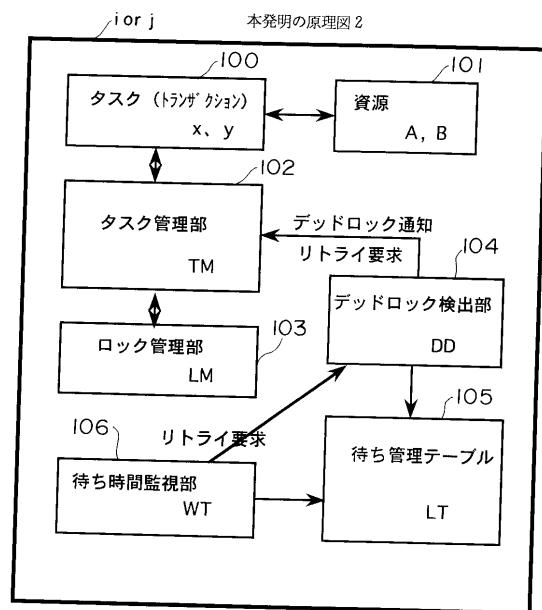 i or j
本発明の原理図2
100
タスク(トランザクション)
x、y
101
資源
A, B
102
タスク管理部
TM
デッドロック通知
リトライ要求
104
デッドロック検出部
DD
ロック管理部
LM
103
105
待ち管理テーブル
LT
106
リトライ要求
待ち時間監視部
WT